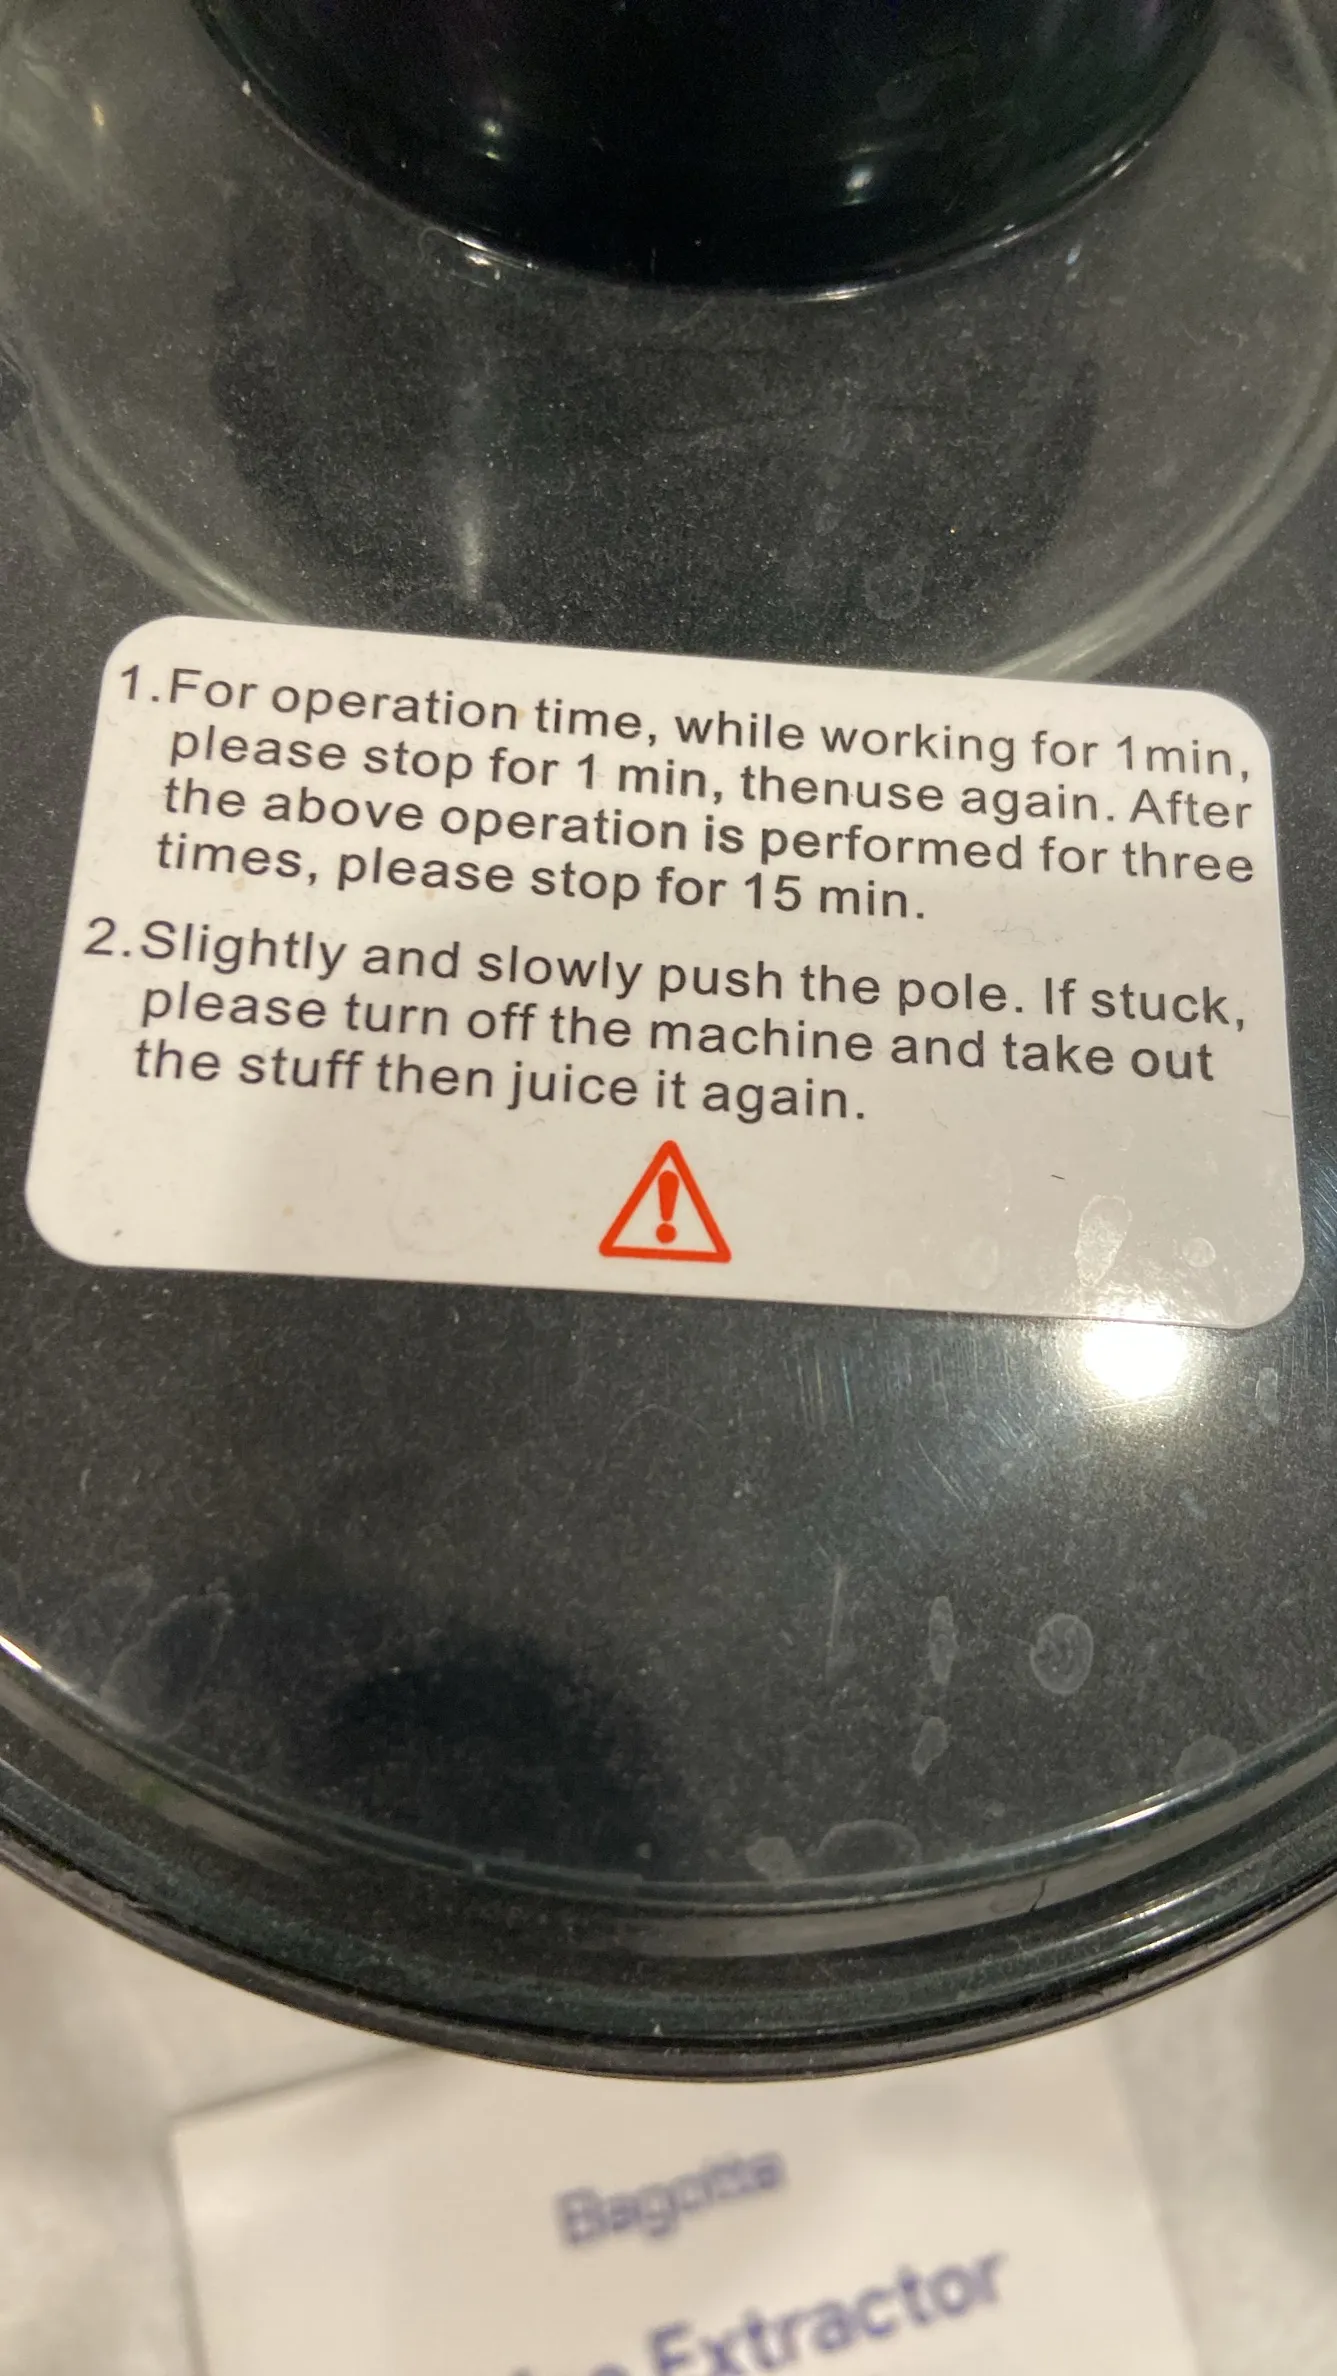 1.For operation time, while working for 1min,
please stop for 1 min, thenuse again. After
the above operation is performed for three
times, please stop for 15 min.
2.Slightly and slowly push the pole. If stuck,
please turn off the machine and take out
the stuff then juice it again.
Bagotte
Extractor